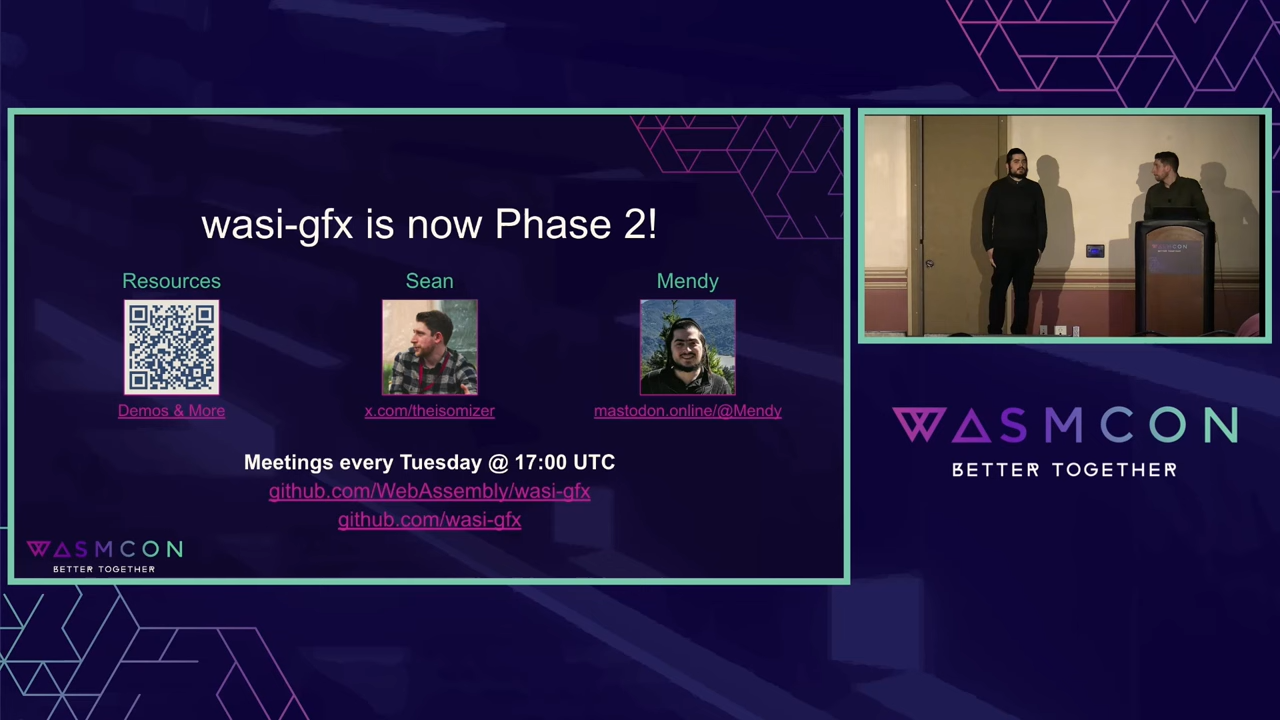 wasi-gfx is now Phase 2!
Resources
Sean
Mendy
Demos & More
x.com/theisomizer
mastodon.online/@Mendy
Meetings every Tuesday @ 17:00 UTC
github.com/WebAssembly/wasi-gfx
github.com/wasi-gfx
WASMCON
BETTER TOGETHER
WASMCON
WASMCON
BETTER TOGETHER